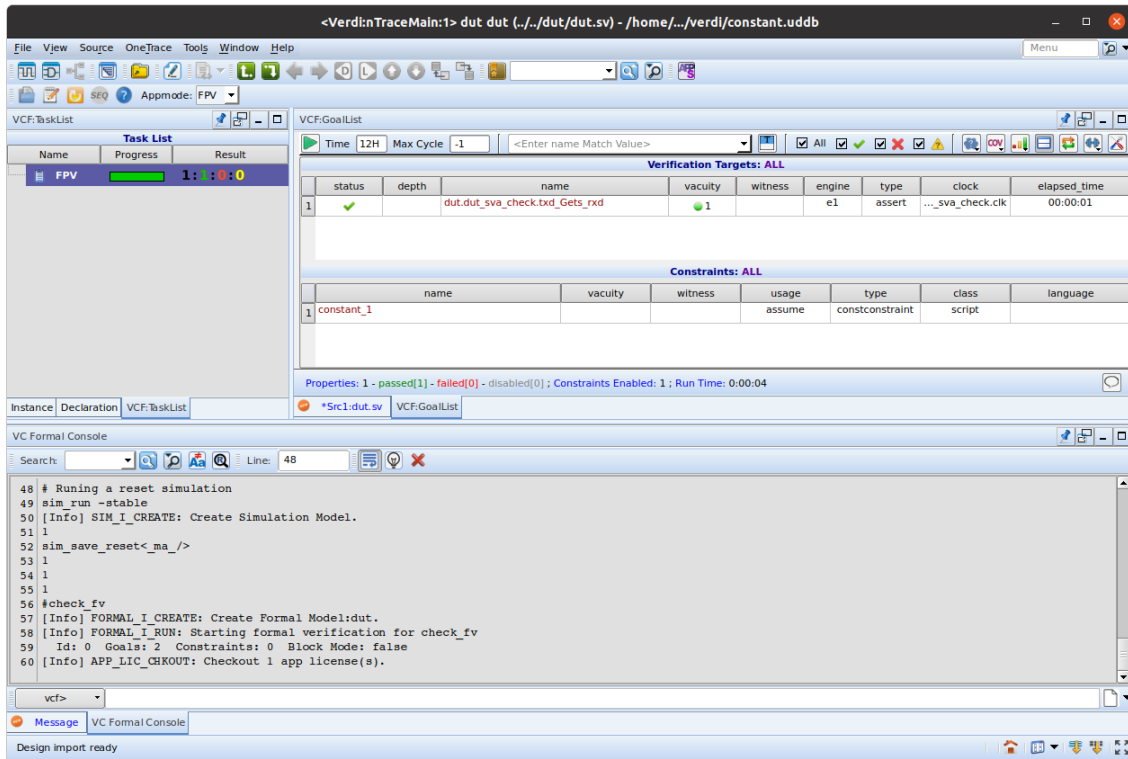 <Verdi:nTraceMain:1> dut dut (../../dut/dut.sv) - /home/.../verdi/constant.uddb
File View Source OneTrace Tools Window Help
Menu
SEQ ? Appmode: FPV
VCF:TaskList
Task List
Name Progress Result
FPV 1:1:0:0
Instance Declaration VCF:TaskList
VCF:GoalList
Time 12H Max Cycle -1 <Enter name Match Value> All COV
Verification Targets: ALL
status depth name vacuity witness engine type clock elapsed_time
1 dut.dut_sva_check.txd_Gets_rxd 1 e1 assert ..._sva_check.clk 00:00:01
Constraints: ALL
name vacuity witness usage type class language
1 constant_1 assume constconstraint script
Properties: 1 - passed[1] - failed[0] - disabled[0] ; Constraints Enabled: 1 ; Run Time: 0:00:04
*Src1:dut.sv VCF:GoalList
VC Formal Console
Search: Line: 48
48 # Runing a reset simulation
49 sim_run -stable
50 [Info] SIM_I_CREATE: Create Simulation Model.
51 1
52 sim_save_reset<_ma_/>
53 1
54 1
55 1
56 #check_fv
57 [Info] FORMAL_I_CREATE: Create Formal Model:dut.
58 [Info] FORMAL_I_RUN: Starting formal verification for check_fv
59 Id: 0 Goals: 2 Constraints: 0 Block Mode: false
60 [Info] APP_LIC_CHKOUT: Checkout 1 app license(s).
vcf>
Message VC Formal Console
Design import ready